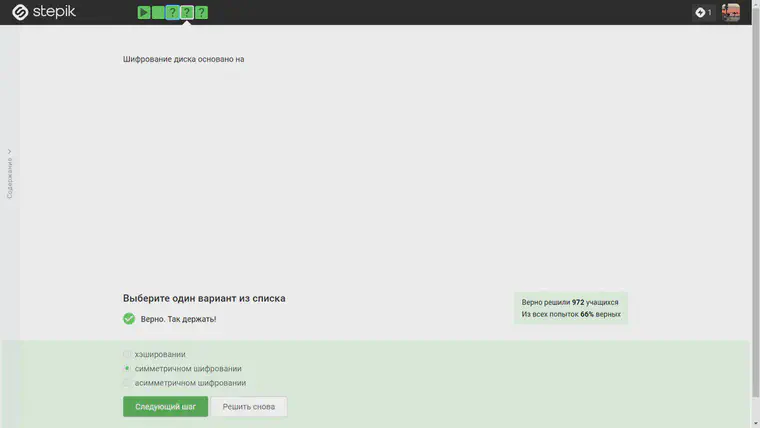 stepik
? ? ?
1
Шифрование диска основано на
Содержание
Выберите один вариант из списка
Верно. Так держать!
Верно решили 972 учащихся
Из всех попыток 66% верных
хэшировании
симметричном шифровании
асимметричном шифровании
Следующий шаг
Решить снова